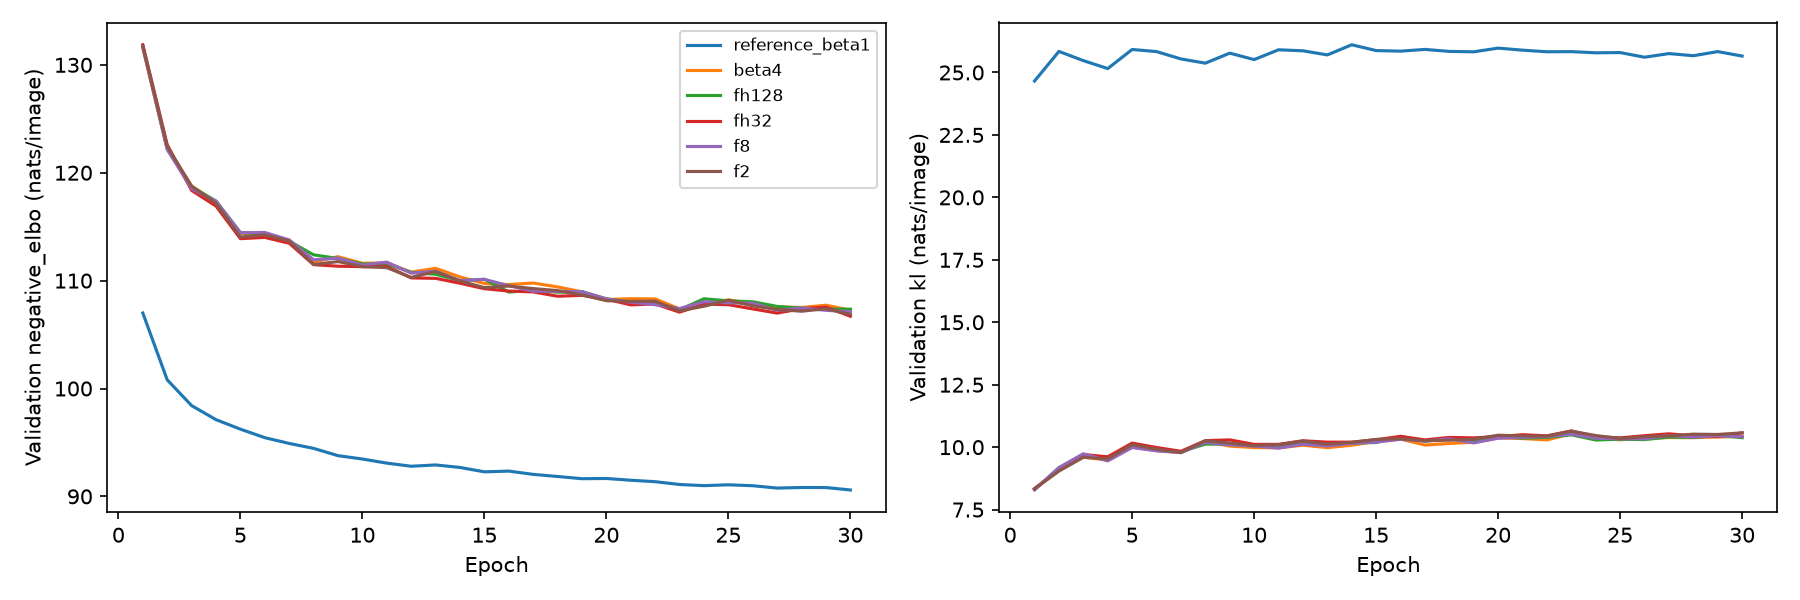 Validation negative_elbo (nats/image)
130
120
110
100
90
reference_beta1
beta4
fh128
fh32
f8
f2
0 5 10 15 20 25 30
Epoch
Validation kl (nats/image)
25.0
22.5
20.0
17.5
15.0
12.5
10.0
7.5
0 5 10 15 20 25 30
Epoch